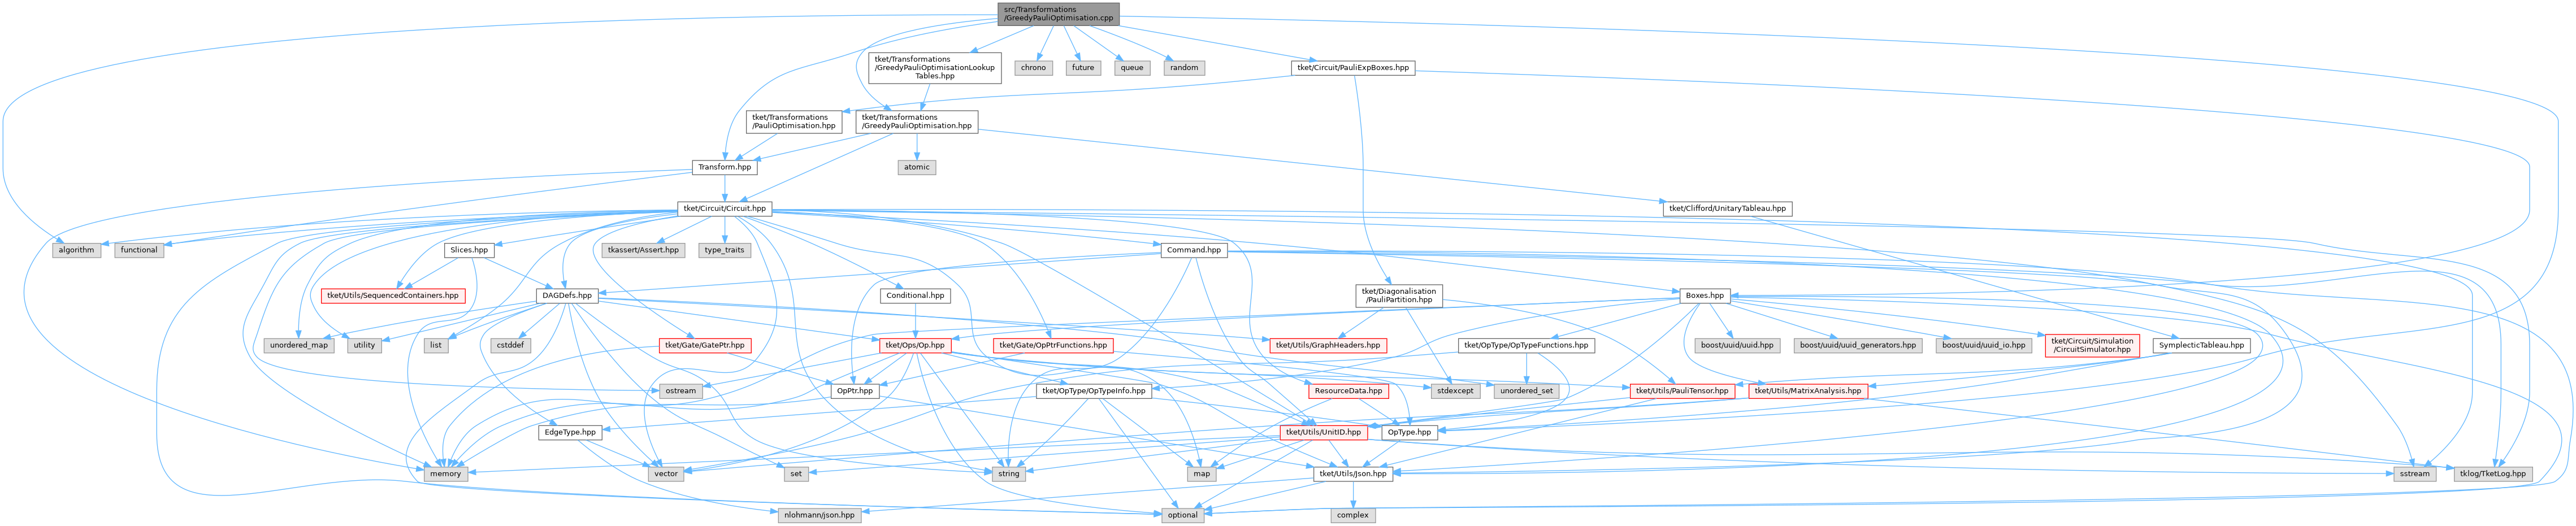 src/Transformations
/GreedyPauliOptimisation.cpp
tket/Transformations
/GreedyPauliOptimisationLookup
Tables.hpp
chrono
future
queue
random
tket/Circuit/PauliExpBoxes.hpp
tket/Transformations
/PauliOptimisation.hpp
tket/Transformations
/GreedyPauliOptimisation.hpp
Transform.hpp
atomic
tket/Circuit/Circuit.hpp
tket/Clifford/UnitaryTableau.hpp
algorithm
functional
Slices.hpp
tkassert/Assert.hpp
type_traits
Command.hpp
tket/Utils/SequencedContainers.hpp
DAGDefs.hpp
Conditional.hpp
tket/Diagonalisation
/PauliPartition.hpp
Boxes.hpp
unordered_map
utility
list
cstddef
tket/Gate/GatePtr.hpp
tket/Ops/Op.hpp
tket/Gate/OpPtrFunctions.hpp
tket/Utils/GraphHeaders.hpp
tket/OpType/OpTypeFunctions.hpp
boost/uuid/uuid.hpp
boost/uuid/uuid_generators.hpp
boost/uuid/uuid_io.hpp
tket/Circuit/Simulation
/CircuitSimulator.hpp
SymplecticTableau.hpp
ostream
OpPtr.hpp
tket/OpType/OpTypeInfo.hpp
ResourceData.hpp
stdexcept
unordered_set
tket/Utils/PauliTensor.hpp
tket/Utils/MatrixAnalysis.hpp
EdgeType.hpp
tket/Utils/UnitID.hpp
OpType.hpp
memory
vector
set
string
map
tket/Utils/Json.hpp
sstream
tklog/TketLog.hpp
nlohmann/json.hpp
optional
complex